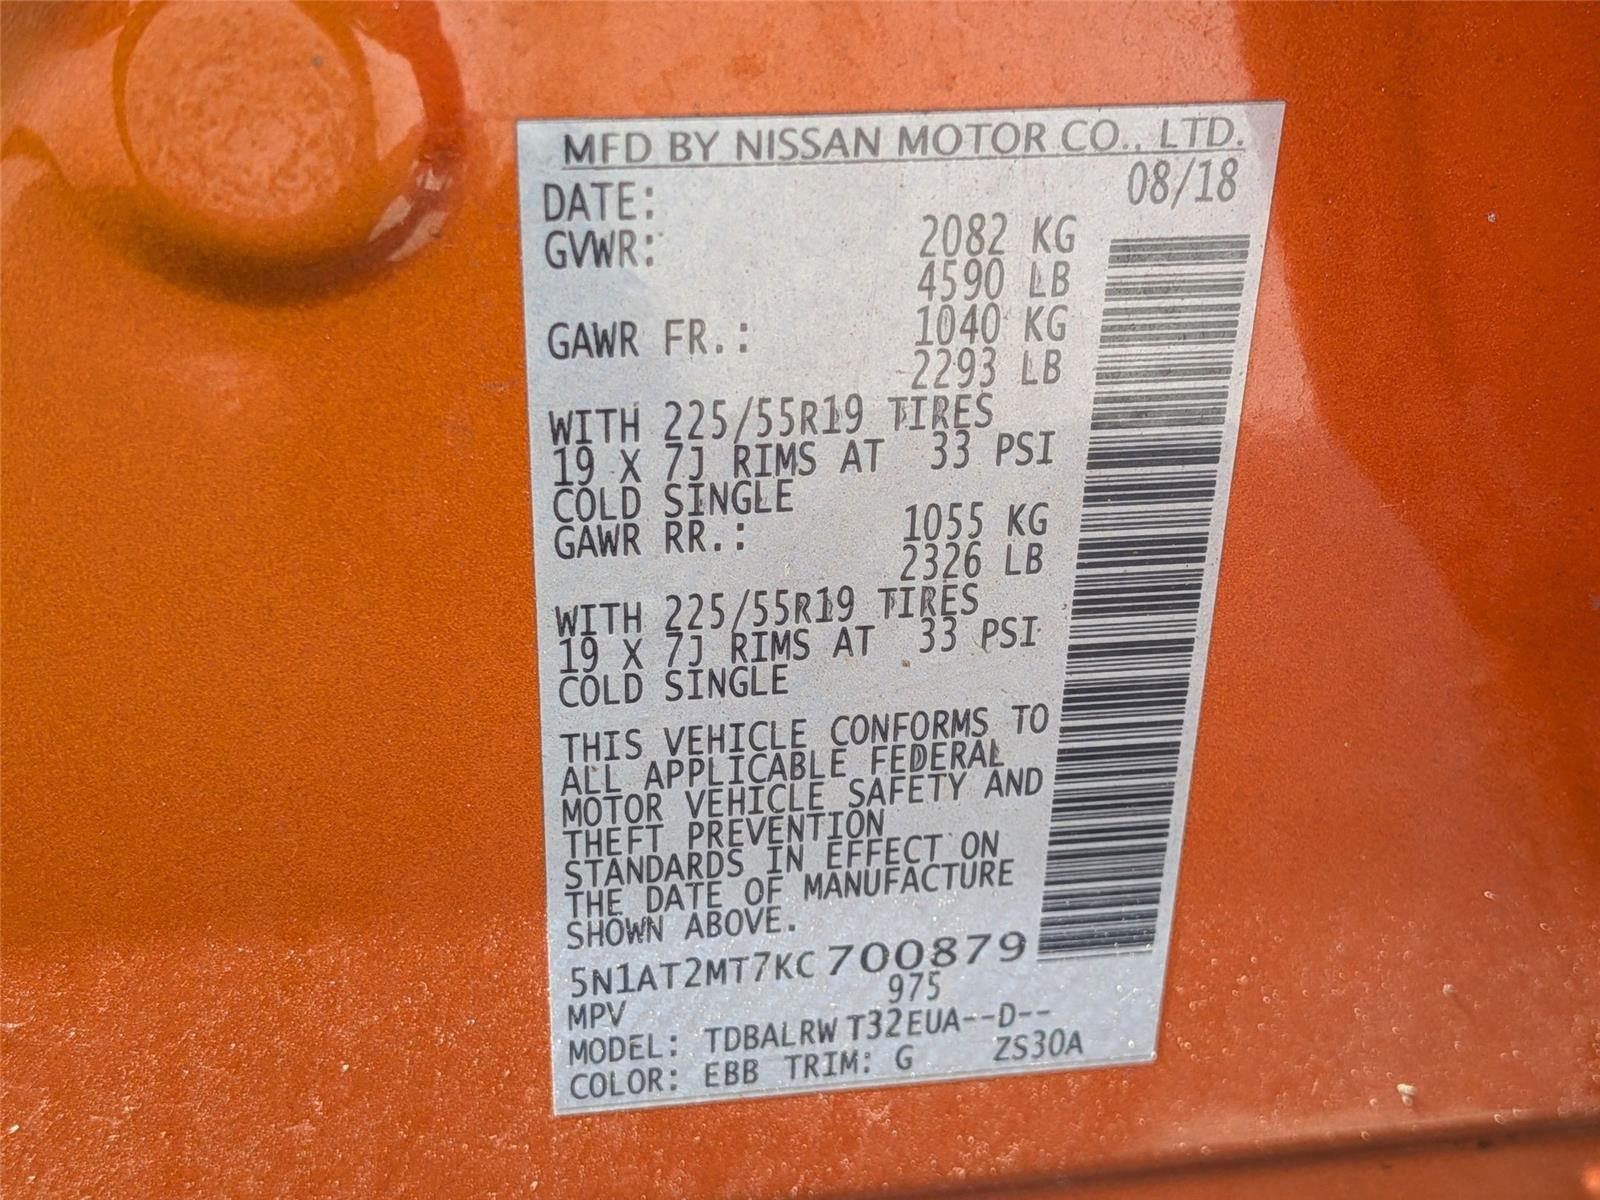 MFD BY NISSAN MOTOR CO., LTD.
DATE: 08/18
GVWR: 2082 KG
4590 LB
GAWR FR.: 1040 KG
2293 LB
WITH 225/55R19 TIRES
19 X 7J RIMS AT 33 PSI
COLD SINGLE
GAWR RR.: 1055 KG
2326 LB
WITH 225/55R19 TIRES
19 X 7J RIMS AT 33 PSI
COLD SINGLE
THIS VEHICLE CONFORMS TO
ALL APPLICABLE FEDERAL
MOTOR VEHICLE SAFETY AND
THEFT PREVENTION
STANDARDS IN EFFECT ON
THE DATE OF MANUFACTURE
SHOWN ABOVE.
5N1AT2MT7KC700879
MPV 975
MODEL: TDBALRW T32EUA--D--
COLOR: EBB TRIM: G ZS30A